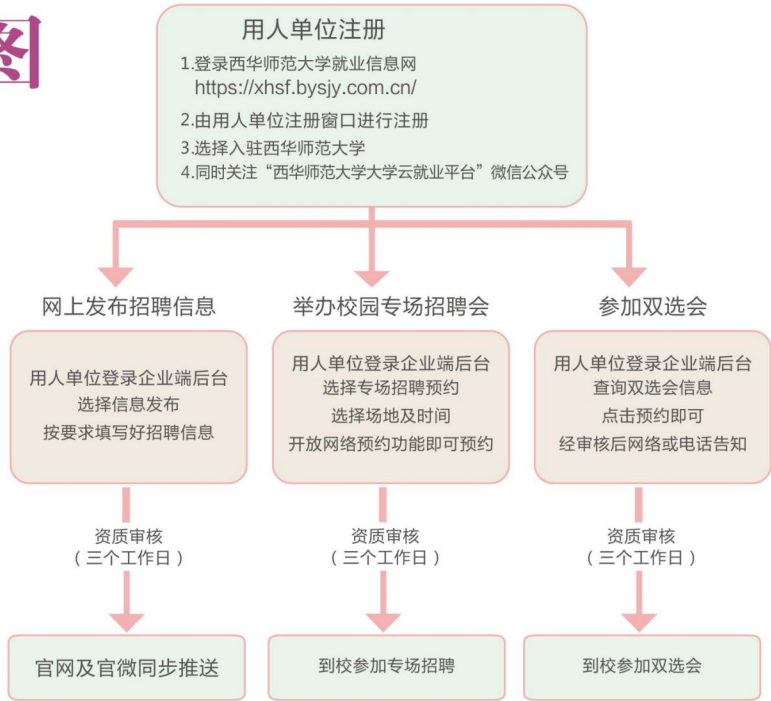 图
用人单位注册
1.登录西华师范大学就业信息网
https://xhsf.bysjy.com.cn/
2.由用人单位注册窗口进行注册
3.选择入驻西华师范大学
4.同时关注“西华师范大学大学云就业平台”微信公众号
网上发布招聘信息
用人单位登录企业端后台
选择信息发布
按要求填写好招聘信息
资质审核
（三个工作日）
官网及官微同步推送
举办校园专场招聘会
用人单位登录企业端后台
选择专场招聘预约
选择场地及时间
开放网络预约功能即可预约
资质审核
（三个工作日）
到校参加专场招聘
参加双选会
用人单位登录企业端后台
查询双选会信息
点击预约即可
经审核后网络或电话告知
资质审核
（三个工作日）
到校参加双选会